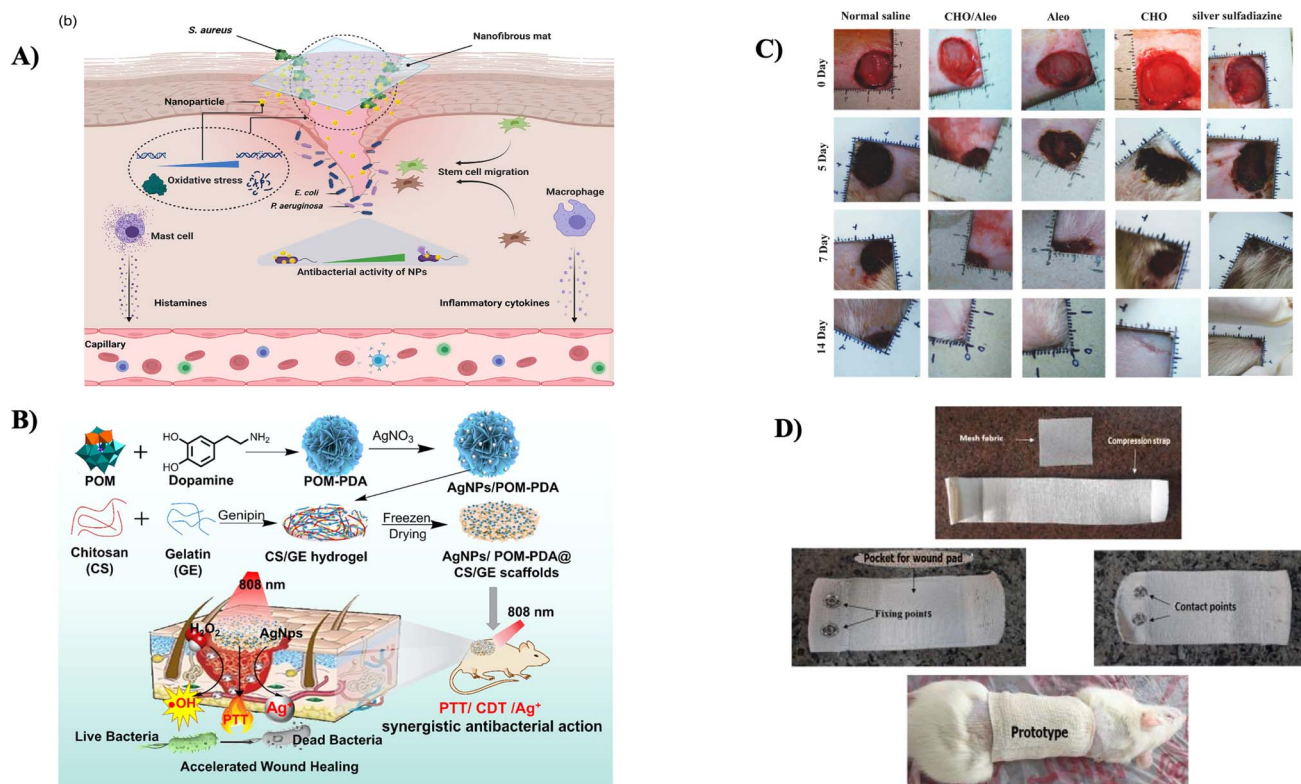 (b)
A)
S. aureus
Nanofibrous mat
Nanoparticle
Oxidative stress
E. coli
P. aeruginosa
Stem cell migration
Macrophage
Mast cell
Antibacterial activity of NPs
Histamines
Inflammatory cytokines
Capillary
B)
POM
+
HO
HO
NH₂
Dopamine
POM-PDA
AgNO₃
AgNPs/POM-PDA
Chitosan
(CS)
+
Gelatin
(GE)
Genipin
CS/GE hydrogel
Freezen
Drying
AgNPs/ POM-PDA@
CS/GE scaffolds
808 nm
808 nm
H₂O₂
AgNps
•OH
PTT
Ag⁺
PTT/ CDT /Ag⁺
synergistic antibacterial action
Live Bacteria
Dead Bacteria
Accelerated Wound Healing
C)
Normal saline
CHO/Aleo
Aleo
CHO
silver sulfadiazine
0 Day
5 Day
7 Day
14 Day
D)
Mesh fabric
Compression strap
Pocket for wound pad
Fixing points
Contact points
Prototype